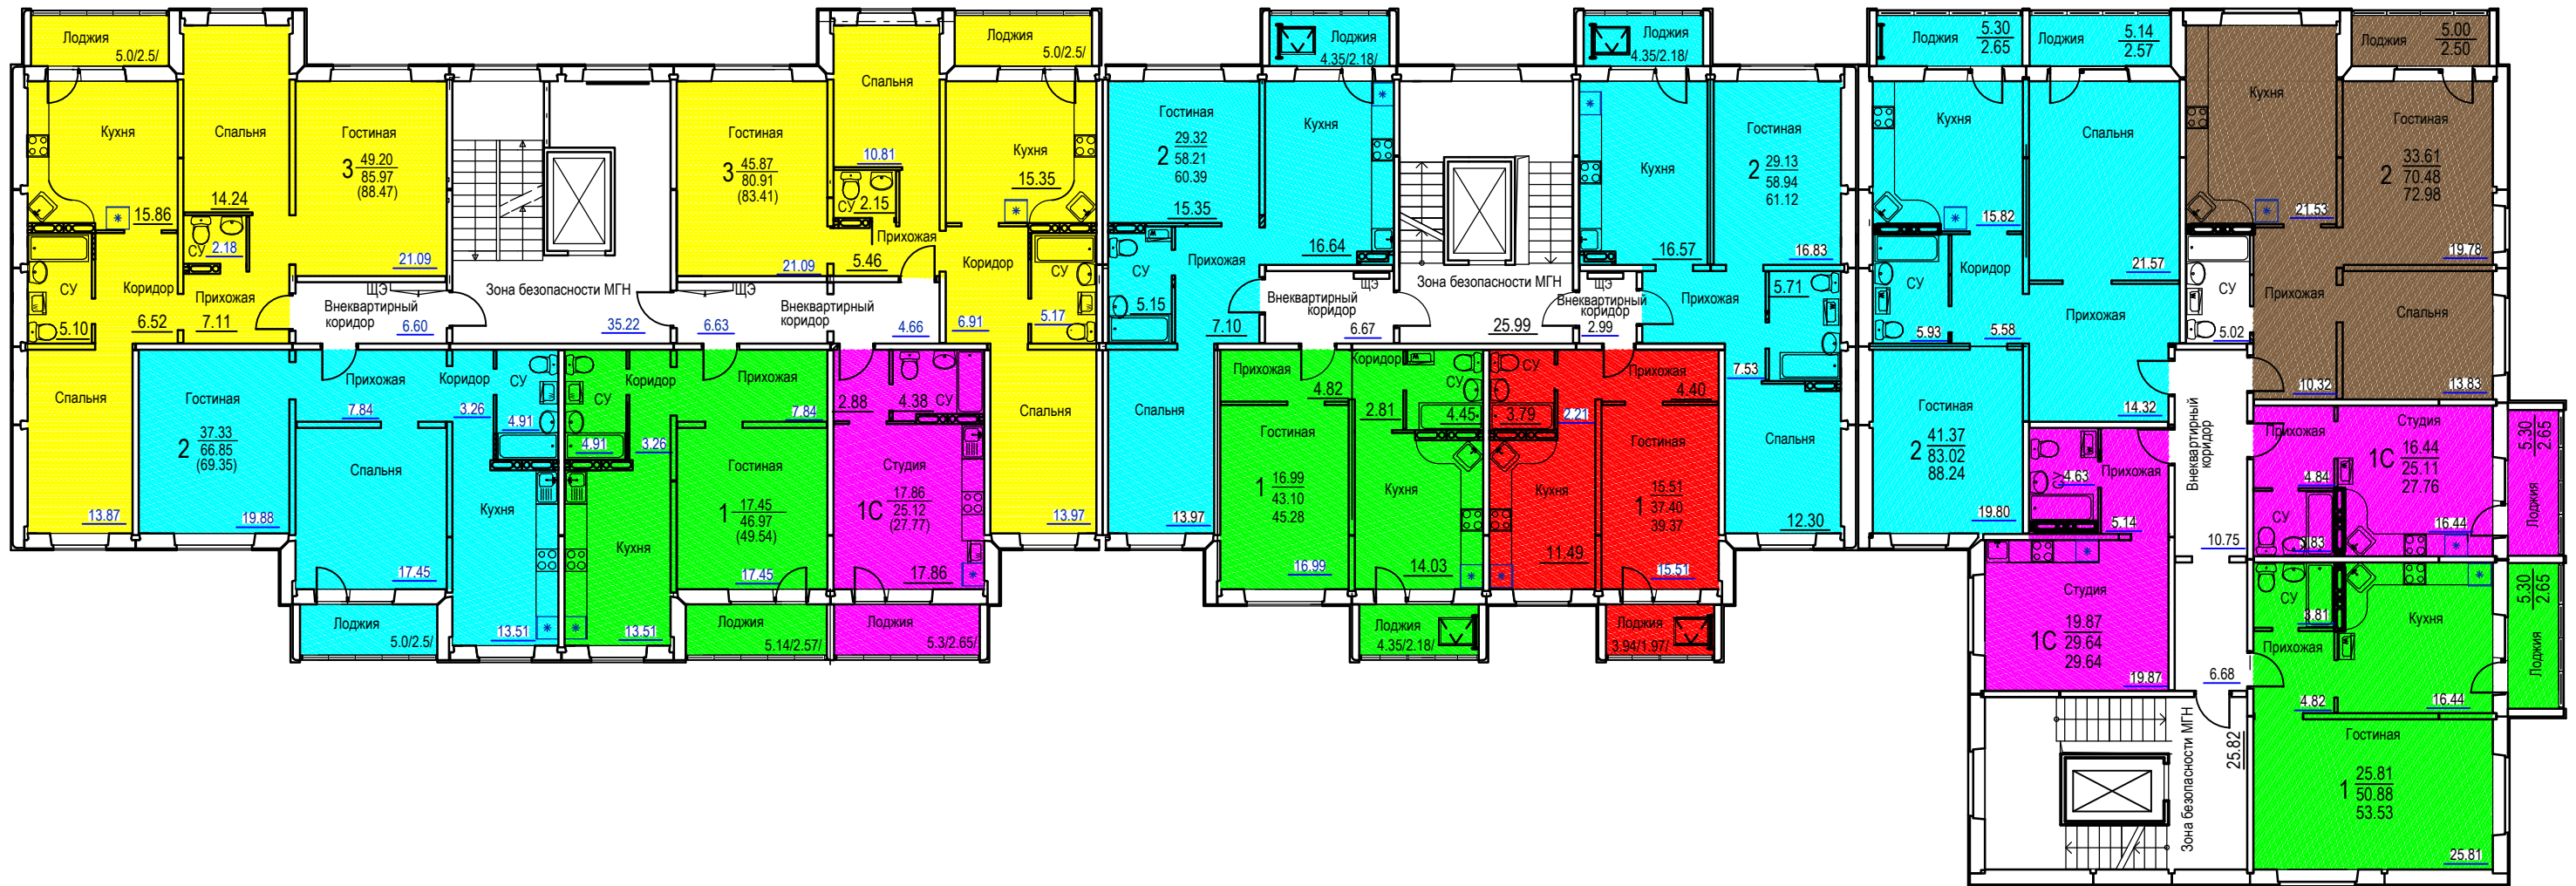 Лоджия
5.0/2.5/
Кухня
15.86
Спальня
14.24
Гостиная
3
49.20
85.97
(88.47)
21.09
СУ
2.18
СУ
5.10
Коридор
6.52
Прихожая
7.11
Спальня
13.87
ЩЭ
Внеквартирный
коридор
6.60
Зона безопасности МГН
35.22
Гостиная
3
45.87
80.91
(83.41)
21.09
Спальня
10.81
СУ
2.15
Лоджия
5.0/2.5/
Кухня
15.35
Прихожая
5.46
Коридор
6.91
СУ
5.17
Спальня
13.97
ЩЭ
Внеквартирный
коридор
6.63
4.66
Гостиная
2
37.33
66.85
(69.35)
19.88
Прихожая
7.84
Коридор
3.26
СУ
4.91
Спальня
17.45
Кухня
13.51
Лоджия
5.0/2.5/
СУ
4.91
Коридор
3.26
Прихожая
7.84
Кухня
13.51
Гостиная
1
17.45
46.97
(49.54)
17.45
Лоджия
5.14/2.57/
2.88
4.38
СУ
Студия
1С
17.86
25.12
(27.77)
17.86
Лоджия
5.3/2.65/
Гостиная
2
29.32
58.21
60.39
15.35
Лоджия
4.35/2.18/
Кухня
16.64
СУ
5.15
Прихожая
7.10
Спальня
13.97
ЩЭ
Внеквартирный
коридор
6.67
Зона безопасности МГН
25.99
ЩЭ
Внеквартирный
коридор
2.99
Лоджия
4.35/2.18/
Кухня
16.57
Гостиная
2
29.13
58.94
61.12
16.83
Прихожая
7.53
5.71
Спальня
12.30
Прихожая
4.82
Коридор
2.81
СУ
4.45
Гостиная
1
16.99
43.10
45.28
16.99
Кухня
14.03
Лоджия
4.35/2.18/
СУ
3.79
2.21
Прихожая
4.40
Кухня
11.49
Гостиная
1
15.51
37.40
39.37
15.51
Лоджия
3.94/1.97/
Лоджия
5.30
2.65
Лоджия
5.14
2.57
Кухня
15.82
Спальня
21.57
СУ
5.93
Коридор
5.58
Прихожая
14.32
Гостиная
2
41.37
83.02
88.24
19.80
Кухня
21.53
Лоджия
5.00
2.50
Гостиная
2
33.61
70.48
72.98
19.78
СУ
5.02
Прихожая
10.32
Спальня
13.83
Внеквартирный
коридор
10.75
6.68
СУ
4.63
Прихожая
5.14
Студия
1С
19.87
29.64
29.64
19.87
Прихожая
4.84
Студия
1С
16.44
25.11
27.76
16.44
СУ
3.83
5.30
2.65
Лоджия
СУ
3.81
Прихожая
4.82
Кухня
16.44
5.30
2.65
Лоджия
Гостиная
1
25.81
50.88
53.53
25.81
Зона безопасности МГН
25.82